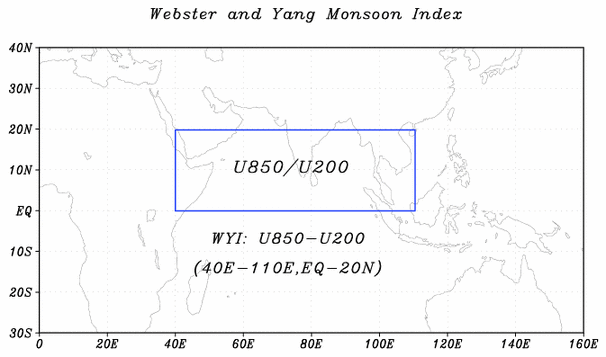 Webster and Yang Monsoon Index
40N
30N
20N
10N
EQ
10S
20S
30S
U850/U200
WYI: U850-U200
(40E-110E,EQ-20N)
0 20E 40E 60E 80E 100E 120E 140E 160E